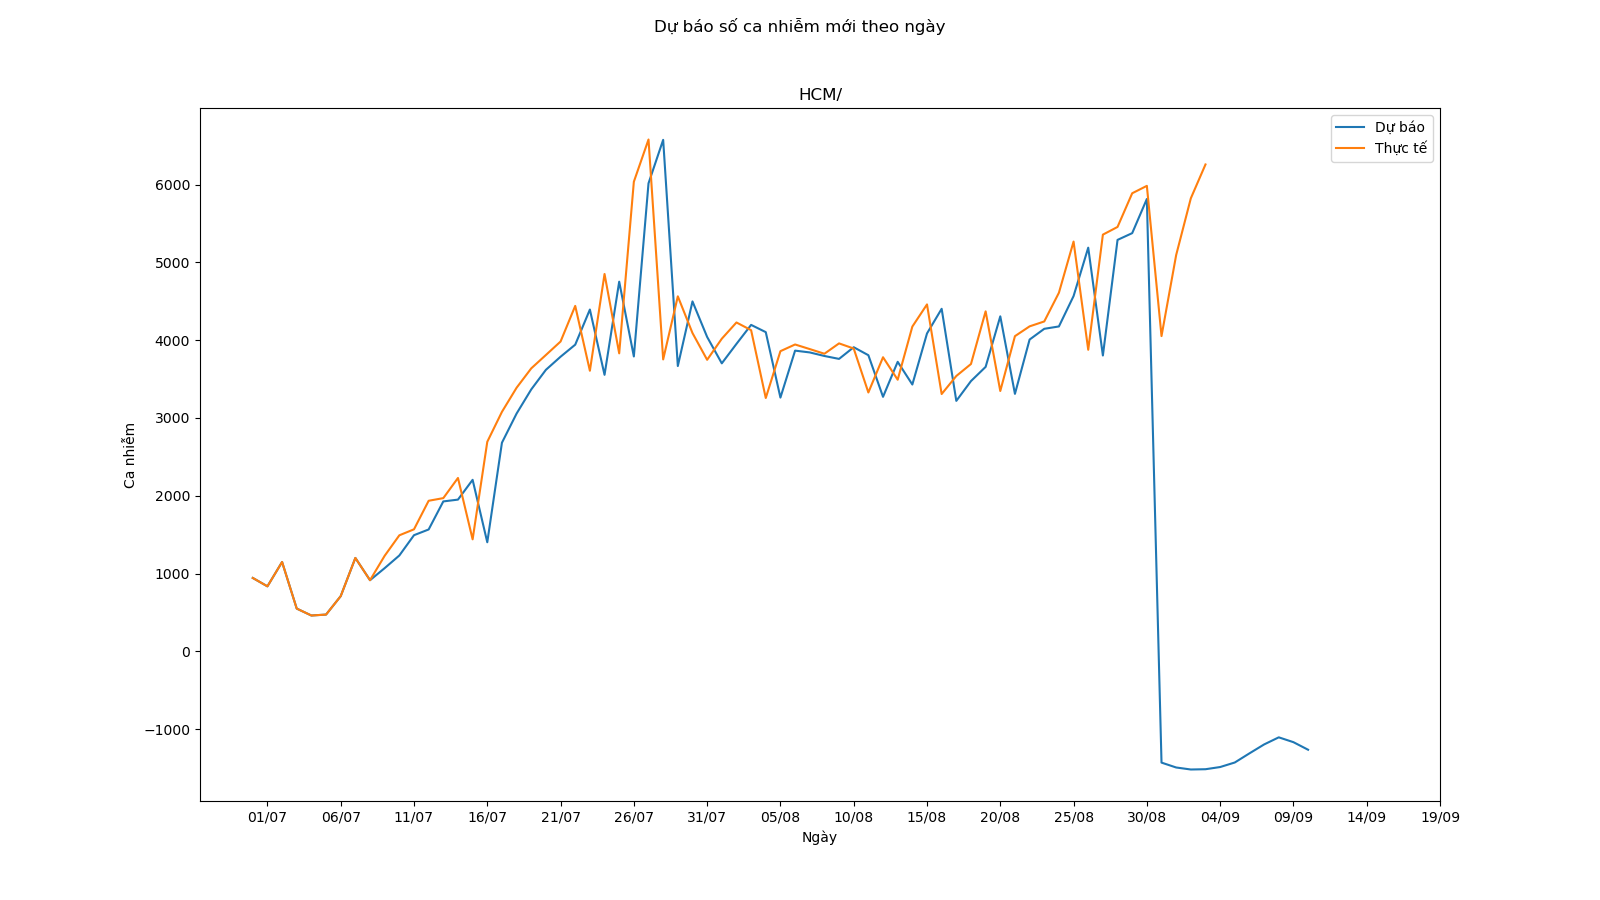 Dự báo số ca nhiễm mới theo ngày
HCM/
Dự báo
Thực tế
6000
5000
4000
3000
2000
1000
0
−1000
Ca nhiễm
01/07 06/07 11/07 16/07 21/07 26/07 31/07 05/08 10/08 15/08 20/08 25/08 30/08 04/09 09/09 14/09 19/09
Ngày